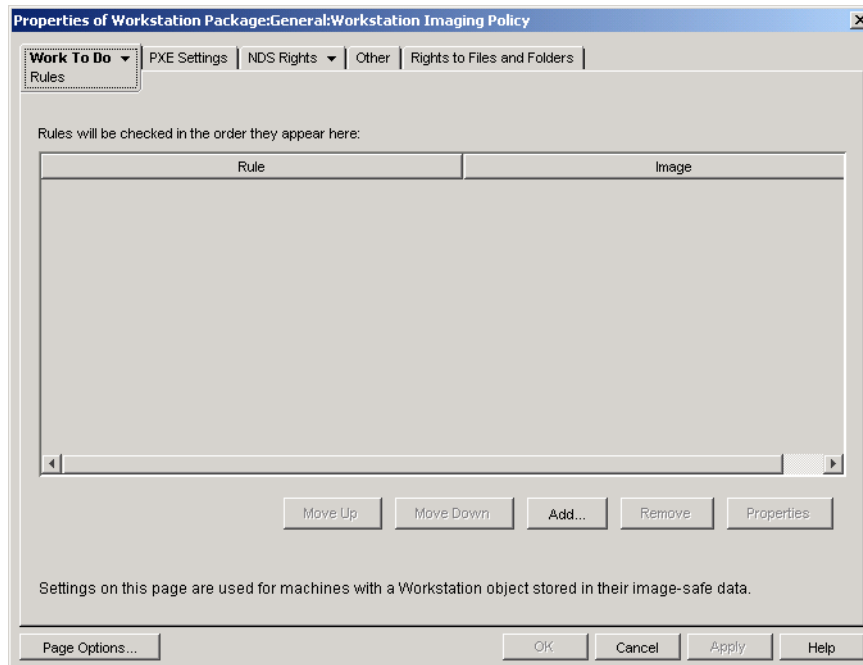 Properties of Workstation Package:General:Workstation Imaging Policy
Work To Do PXE Settings NDS Rights Other Rights to Files and Folders
Rules
Rules will be checked in the order they appear here:
Rule Image
Move Up Move Down Add... Remove Properties
Settings on this page are used for machines with a Workstation object stored in their image-safe data.
Page Options... OK Cancel Apply Help